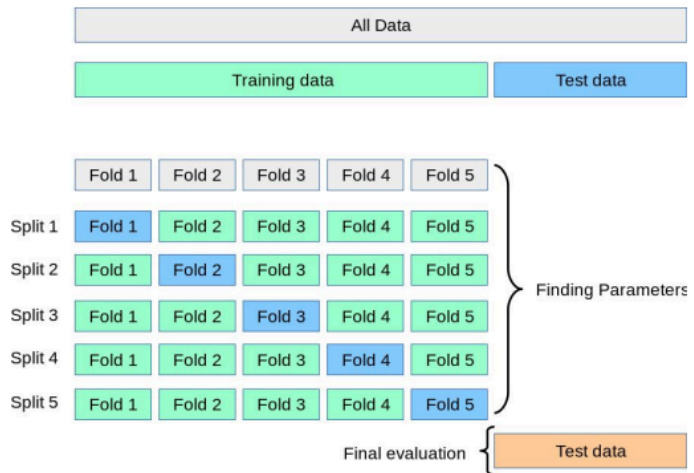 All Data
Training data Test data
Fold 1 Fold 2 Fold 3 Fold 4 Fold 5
Split 1 Fold 1 Fold 2 Fold 3 Fold 4 Fold 5
Split 2 Fold 1 Fold 2 Fold 3 Fold 4 Fold 5
Finding Parameters
Split 3 Fold 1 Fold 2 Fold 3 Fold 4 Fold 5
Split 4 Fold 1 Fold 2 Fold 3 Fold 4 Fold 5
Split 5 Fold 1 Fold 2 Fold 3 Fold 4 Fold 5
Final evaluation Test data